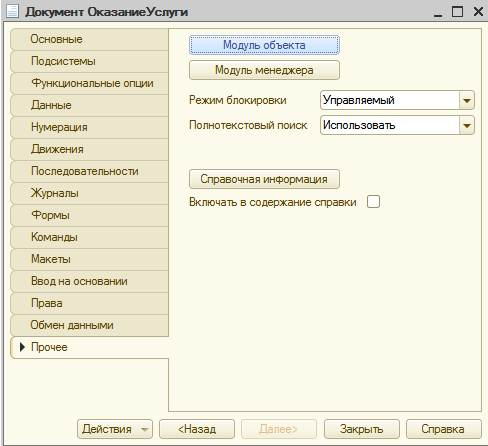 Документ ОказаниеУслуги
Основные
Подсистемы
Функциональные опции
Данные
Нумерация
Движения
Последовательности
Журналы
Формы
Команды
Макеты
Ввод на основании
Права
Обмен данными
Прочее
Модуль объекта
Модуль менеджера
Режим блокировки Управляемый
Полнотекстовый поиск Использовать
Справочная информация
Включать в содержание справки
Действия <Назад Далее> Закрыть Справка